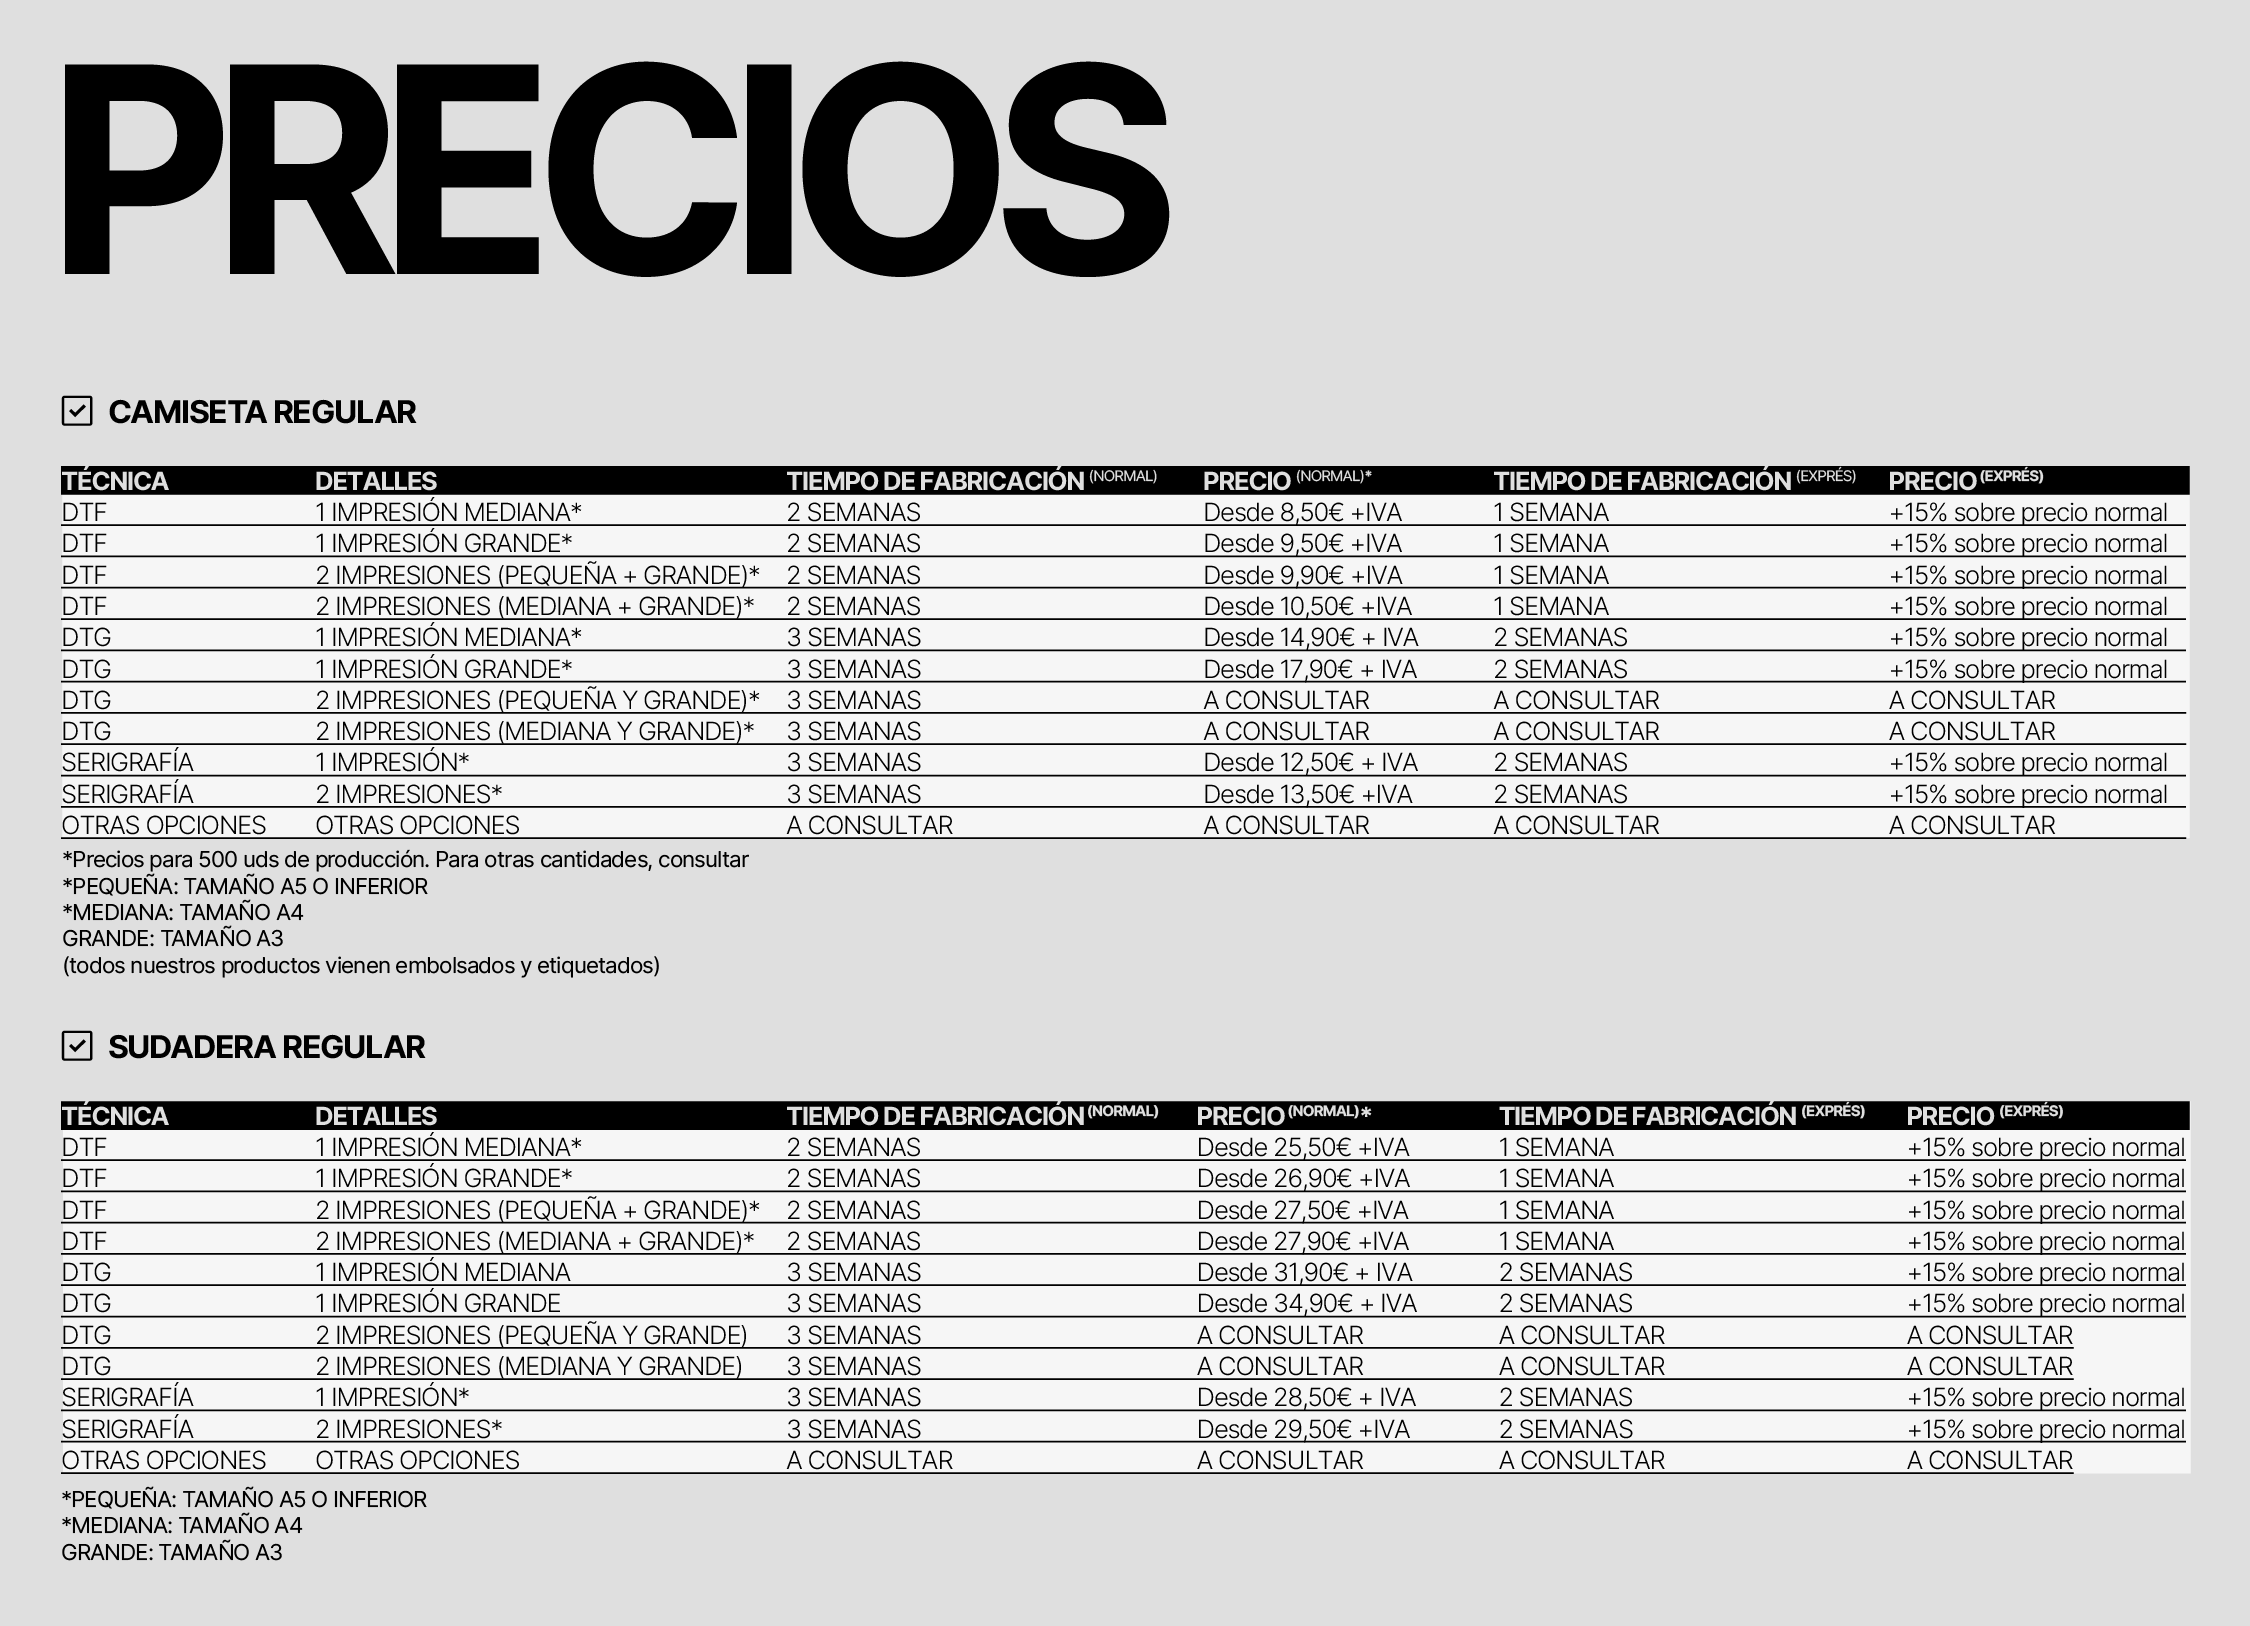 PRECIOS
CAMISETA REGULAR
TÉCNICA DETALLES TIEMPO DE FABRICACIÓN (NORMAL) PRECIO (NORMAL)* TIEMPO DE FABRICACIÓN (EXPRÉS) PRECIO (EXPRÉS)
DTF 1 IMPRESIÓN MEDIANA* 2 SEMANAS Desde 8,50€ +IVA 1 SEMANA +15% sobre precio normal
DTF 1 IMPRESIÓN GRANDE* 2 SEMANAS Desde 9,50€ +IVA 1 SEMANA +15% sobre precio normal
DTF 2 IMPRESIONES (PEQUEÑA + GRANDE)* 2 SEMANAS Desde 9,90€ +IVA 1 SEMANA +15% sobre precio normal
DTF 2 IMPRESIONES (MEDIANA + GRANDE)* 2 SEMANAS Desde 10,50€ +IVA 1 SEMANA +15% sobre precio normal
DTG 1 IMPRESIÓN MEDIANA* 3 SEMANAS Desde 14,90€ + IVA 2 SEMANAS +15% sobre precio normal
DTG 1 IMPRESIÓN GRANDE* 3 SEMANAS Desde 17,90€ + IVA 2 SEMANAS +15% sobre precio normal
DTG 2 IMPRESIONES (PEQUEÑA Y GRANDE)* 3 SEMANAS A CONSULTAR A CONSULTAR A CONSULTAR
DTG 2 IMPRESIONES (MEDIANA Y GRANDE)* 3 SEMANAS A CONSULTAR A CONSULTAR A CONSULTAR
SERIGRAFÍA 1 IMPRESIÓN* 3 SEMANAS Desde 12,50€ + IVA 2 SEMANAS +15% sobre precio normal
SERIGRAFÍA 2 IMPRESIONES* 3 SEMANAS Desde 13,50€ +IVA 2 SEMANAS +15% sobre precio normal
OTRAS OPCIONES OTRAS OPCIONES A CONSULTAR A CONSULTAR A CONSULTAR A CONSULTAR
*Precios para 500 uds de producción. Para otras cantidades, consultar
*PEQUEÑA: TAMAÑO A5 O INFERIOR
*MEDIANA: TAMAÑO A4
GRANDE: TAMAÑO A3
(todos nuestros productos vienen embolsados y etiquetados)
SUDADERA REGULAR
TÉCNICA DETALLES TIEMPO DE FABRICACIÓN (NORMAL) PRECIO (NORMAL)* TIEMPO DE FABRICACIÓN (EXPRÉS) PRECIO (EXPRÉS)
DTF 1 IMPRESIÓN MEDIANA* 2 SEMANAS Desde 25,50€ +IVA 1 SEMANA +15% sobre precio normal
DTF 1 IMPRESIÓN GRANDE* 2 SEMANAS Desde 26,90€ +IVA 1 SEMANA +15% sobre precio normal
DTF 2 IMPRESIONES (PEQUEÑA + GRANDE)* 2 SEMANAS Desde 27,50€ +IVA 1 SEMANA +15% sobre precio normal
DTF 2 IMPRESIONES (MEDIANA + GRANDE)* 2 SEMANAS Desde 27,90€ +IVA 1 SEMANA +15% sobre precio normal
DTG 1 IMPRESIÓN MEDIANA 3 SEMANAS Desde 31,90€ + IVA 2 SEMANAS +15% sobre precio normal
DTG 1 IMPRESIÓN GRANDE 3 SEMANAS Desde 34,90€ + IVA 2 SEMANAS +15% sobre precio normal
DTG 2 IMPRESIONES (PEQUEÑA Y GRANDE) 3 SEMANAS A CONSULTAR A CONSULTAR A CONSULTAR
DTG 2 IMPRESIONES (MEDIANA Y GRANDE) 3 SEMANAS A CONSULTAR A CONSULTAR A CONSULTAR
SERIGRAFÍA 1 IMPRESIÓN* 3 SEMANAS Desde 28,50€ + IVA 2 SEMANAS +15% sobre precio normal
SERIGRAFÍA 2 IMPRESIONES* 3 SEMANAS Desde 29,50€ +IVA 2 SEMANAS +15% sobre precio normal
OTRAS OPCIONES OTRAS OPCIONES A CONSULTAR A CONSULTAR A CONSULTAR A CONSULTAR
*PEQUEÑA: TAMAÑO A5 O INFERIOR
*MEDIANA: TAMAÑO A4
GRANDE: TAMAÑO A3